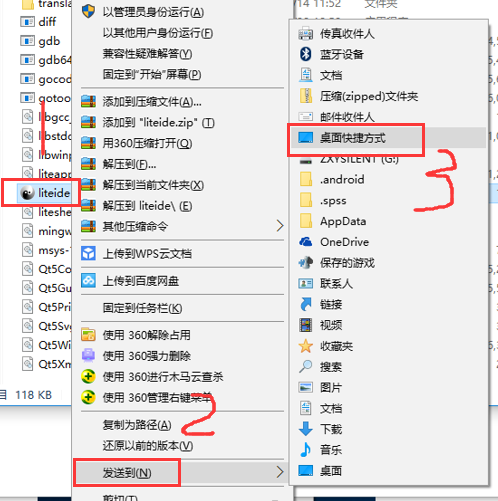 transla
diff
gdb
gdb64
gocod
gotoo
libgcc_
libstdc
libwinp
liteapp
liteide
liteshe
mingw
msys-
Qt5Co
Qt5Gu
Qt5Pri
Qt5Sv
Qt5Wi
Qt5Xm
118 KB
以管理员身份运行(F)
以其他用户身份运行(F)
兼容性疑难解答(Y)
固定到"开始"屏幕(P)
添加到压缩文件(A)...
添加到 "liteide.zip" (T)
用360压缩打开(Q)
解压到(F)...
解压到当前文件夹(X)
解压到 liteide\ (E)
其他压缩命令
上传到WPS云文档
上传到百度网盘
固定到任务栏(K)
使用 360解除占用
使用 360强力删除
使用 360进行木马云查杀
使用 360管理右键菜单
复制为路径(A)
还原以前的版本(V)
发送到(N)
剪切(T)
2
14 11:52
传真收件人
蓝牙设备
文档
压缩(zipped)文件夹
邮件收件人
桌面快捷方式
ZXYSILENT (G:)
.android
.spss
AppData
OneDrive
保存的游戏
联系人
链接
视频
收藏夹
搜索
图片
文档
下载
音乐
桌面
3